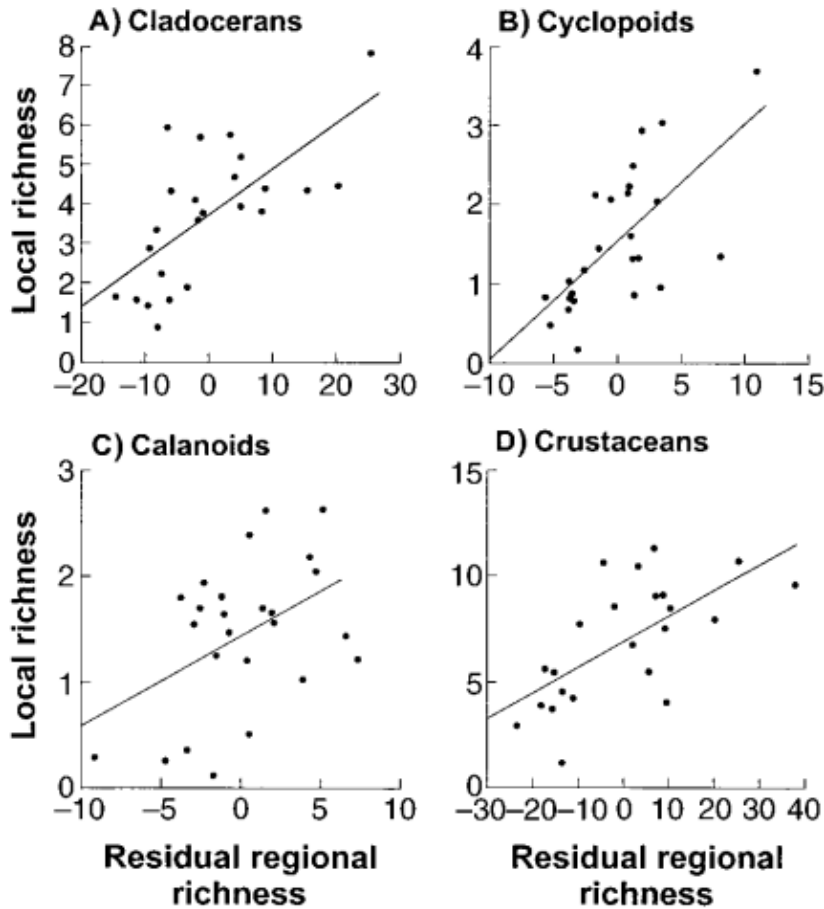 A) Cladocerans
B) Cyclopoids
Local richness
8
7
6
5
4
3
2
1
0
−20 −10 0 10 20 30
4
3
2
1
0
−10 −5 0 5 10 15
C) Calanoids
D) Crustaceans
Local richness
3
2
1
0
−10 −5 0 5 10
15
10
5
0
−30 −20 −10 0 10 20 30 40
Residual regional
richness
Residual regional
richness